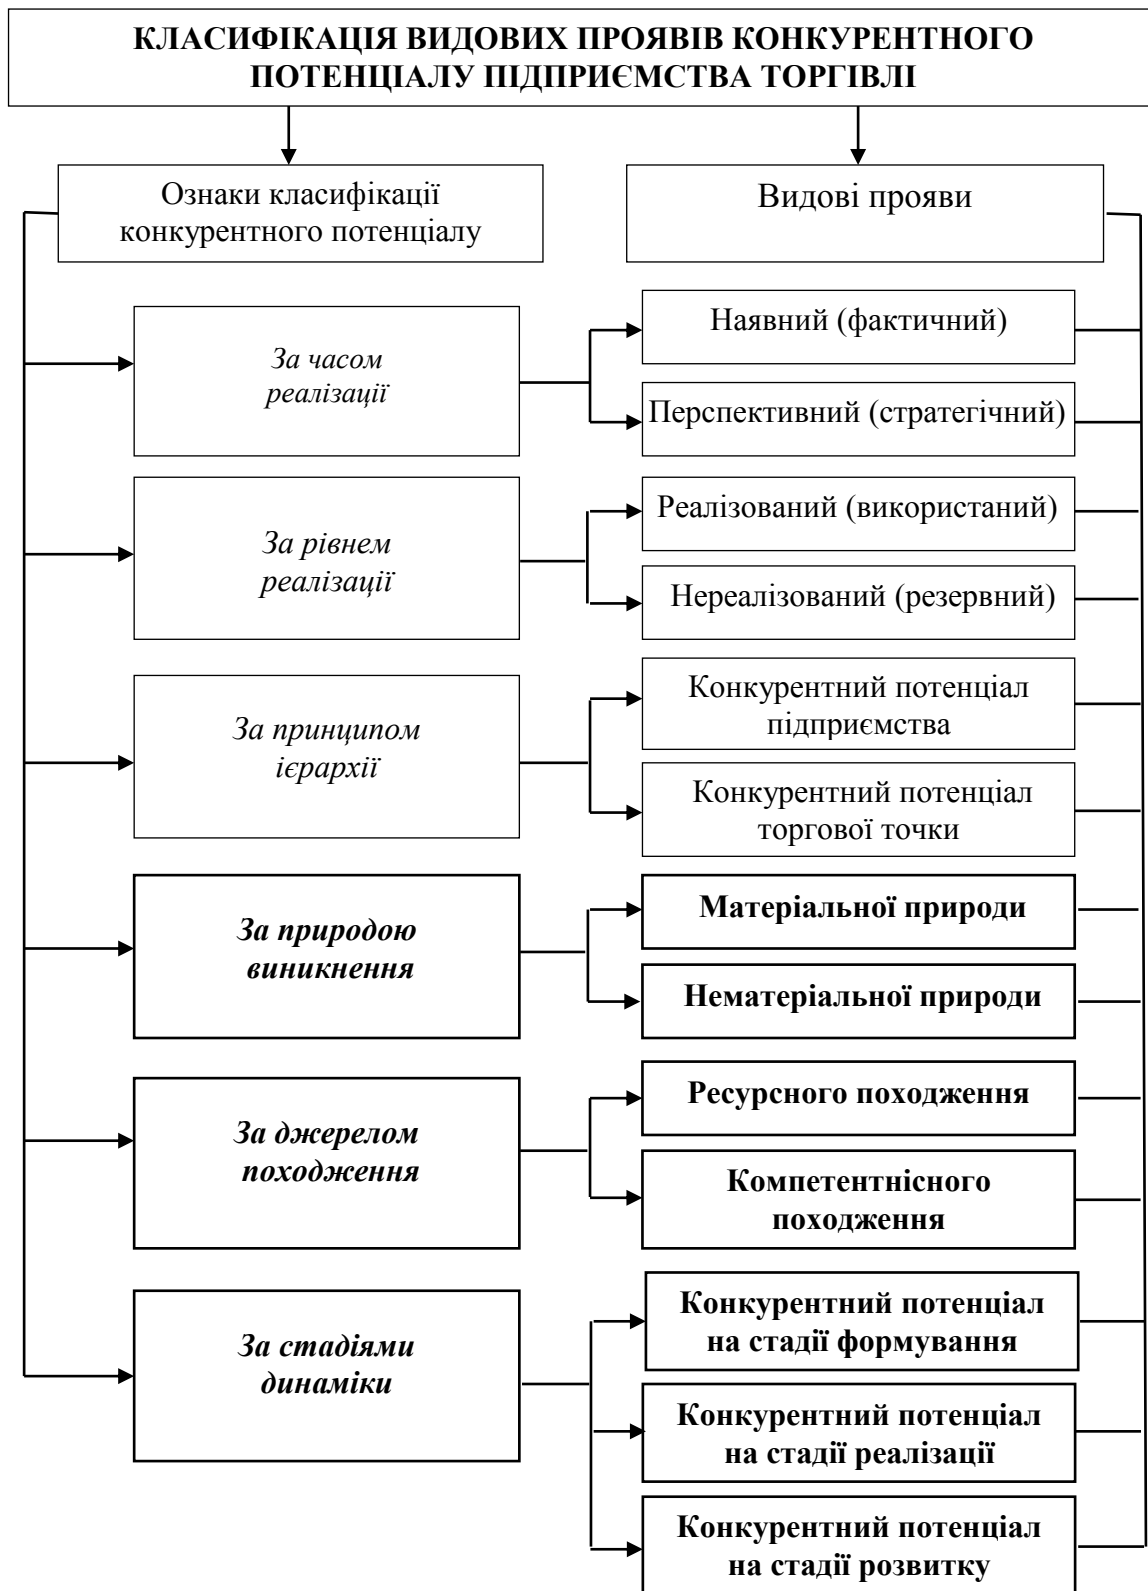 КЛАСИФІКАЦІЯ ВИДОВИХ ПРОЯВІВ КОНКУРЕНТНОГО
ПОТЕНЦІАЛУ ПІДПРИЄМСТВА ТОРГІВЛІ
Ознаки класифікації
конкурентного потенціалу
Видові прояви
За часом
реалізації
Наявний (фактичний)
Перспективний (стратегічний)
За рівнем
реалізації
Реалізований (використаний)
Нереалізований (резервний)
За принципом
ієрархії
Конкурентний потенціал
підприємства
Конкурентний потенціал
торгової точки
За природою
виникнення
Матеріальної природи
Нематеріальної природи
За джерелом
походження
Ресурсного походження
Компетентнісного
походження
За стадіями
динаміки
Конкурентний потенціал
на стадії формування
Конкурентний потенціал
на стадії реалізації
Конкурентний потенціал
на стадії розвитку